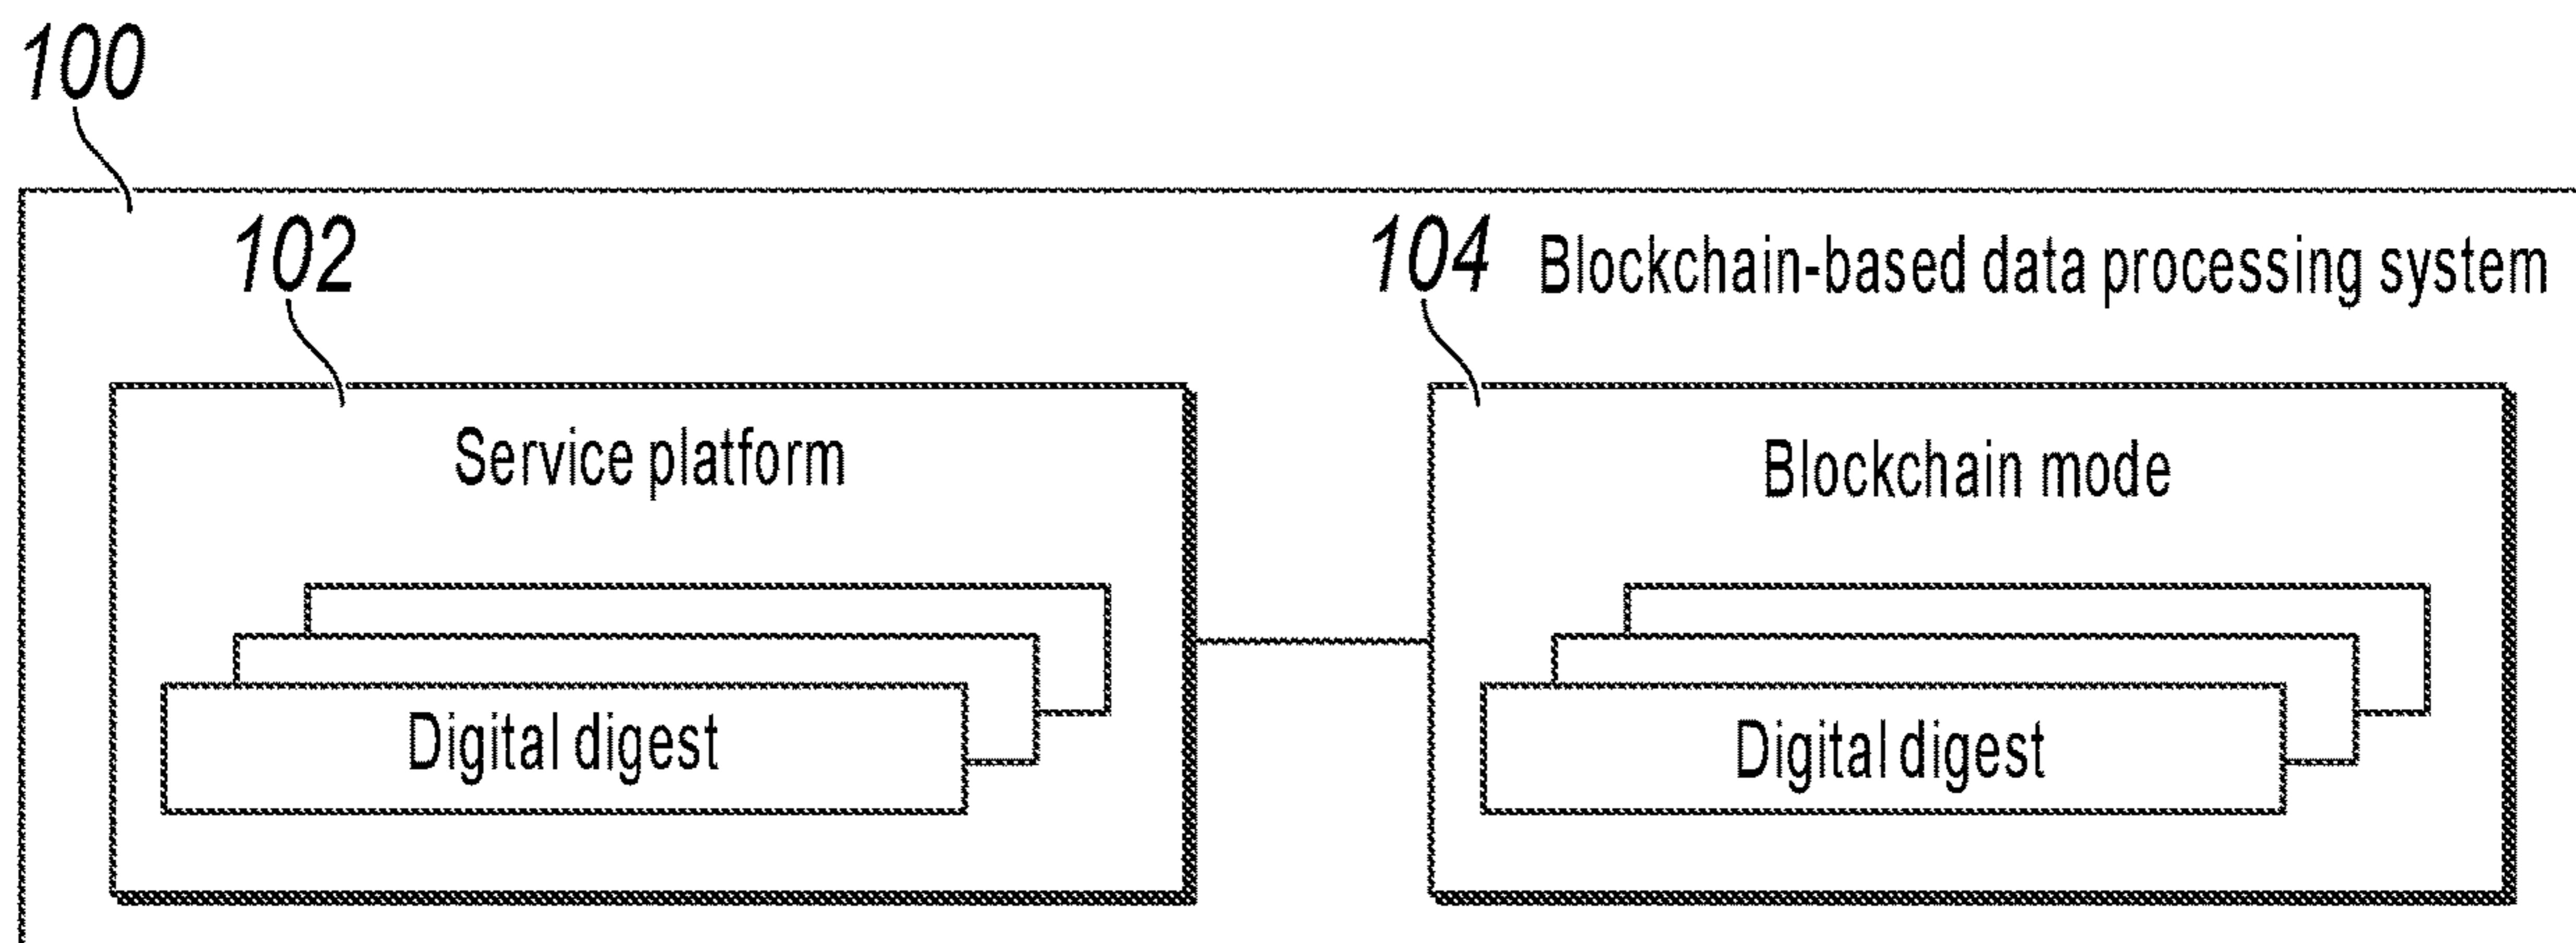 100
102
104 Blockchain-based data processing system
Service platform
Blockchain mode
Digital digest
Digital digest